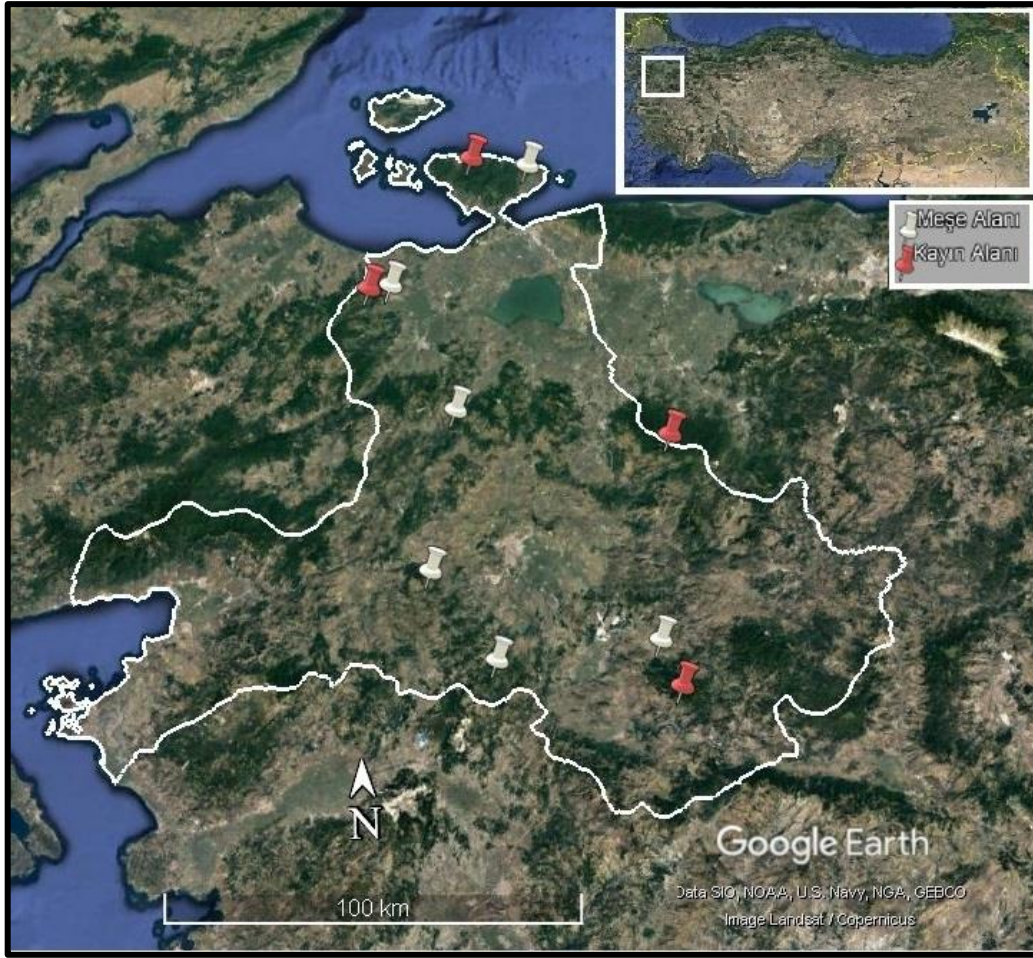 Meşe Alanı
Kayın Alanı
N
Google Earth
100 km
Data SIO, NOAA, U.S. Navy, NGA, GEBCO
Image Landsat / Copernicus